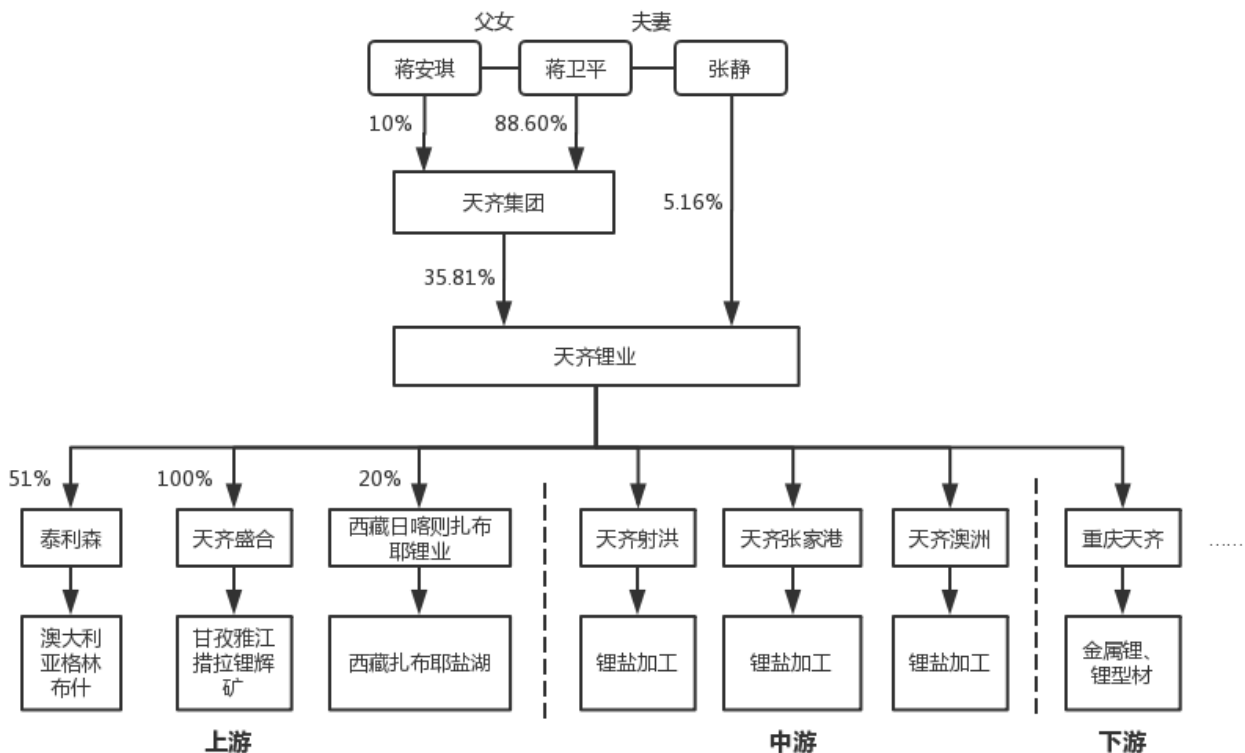 父女
夫妻
蒋安琪
蒋卫平
张静
10%
88.60%
天齐集团
5.16%
35.81%
天齐锂业
51%
100%
20%
泰利森
天齐盛合
西藏日喀则扎布
耶锂业
天齐射洪
天齐张家港
天齐澳洲
重庆天齐
……
澳大利
亚格林
布什
甘孜雅江
措拉锂辉
矿
西藏扎布耶盐湖
锂盐加工
锂盐加工
锂盐加工
金属锂、
锂型材
上游
中游
下游